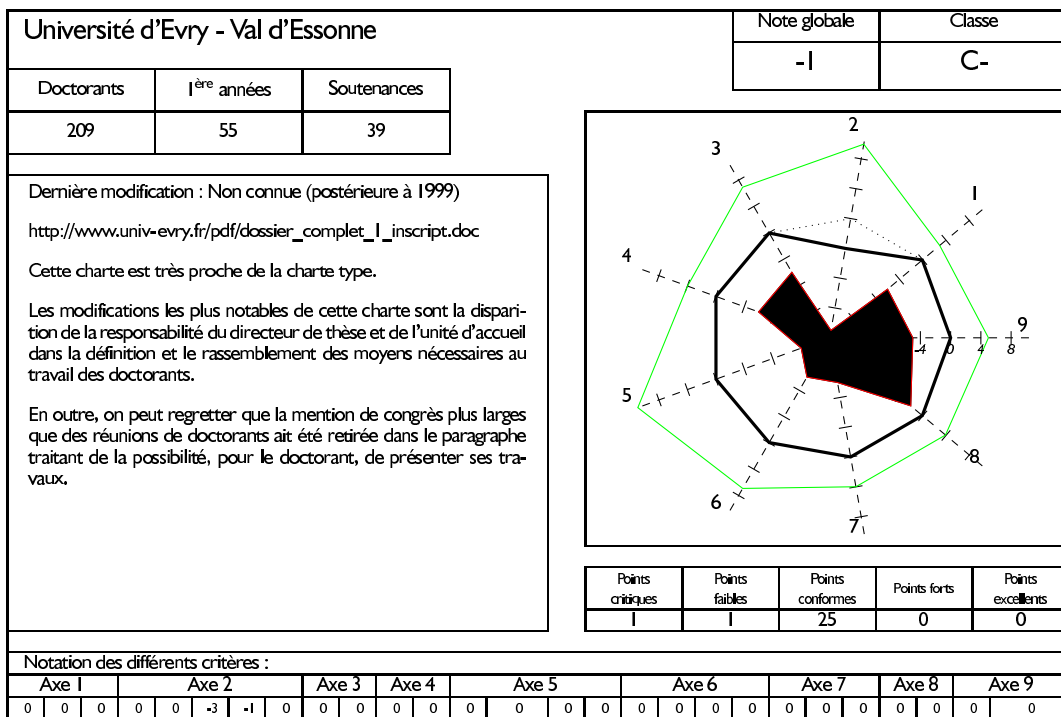 Université d'Evry - Val d'Essonne
Note globale Classe
-1 C-
Doctorants 1ère années Soutenances
209 55 39
Dernière modification : Non connue (postérieure à 1999)
http://www.univ-evry.fr/pdf/dossier_complet_1_inscript.doc
Cette charte est très proche de la charte type.
Les modifications les plus notables de cette charte sont la dispari-
tion de la responsabilité du directeur de thèse et de l'unité d'accueil
dans la définition et le rassemblement des moyens nécessaires au
travail des doctorants.
En outre, on peut regretter que la mention de congrès plus larges
que des réunions de doctorants ait été retirée dans le paragraphe
traitant de la possibilité, pour le doctorant, de présenter ses tra-
vaux.
2
3
1
4
9
-4 0 4 8
5
8
6
7
Points critiques Points faibles Points conformes Points forts Points excellents
1 1 25 0 0
Notation des différents critères :
Axe 1 Axe 2 Axe 3 Axe 4 Axe 5 Axe 6 Axe 7 Axe 8 Axe 9
0 0 0 0 0 -3 -1 0 0 0 0 0 0 0 0 0 0 0 0 0 0 0 0 0 0 0 0